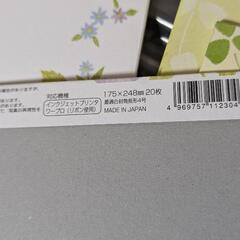 対応機種
インクジェットプリンタ
ワープロ(リボン使用)
175×248㎜ 20枚
最適合封筒長形4号
MADE IN JAPAN
4 969757 112304